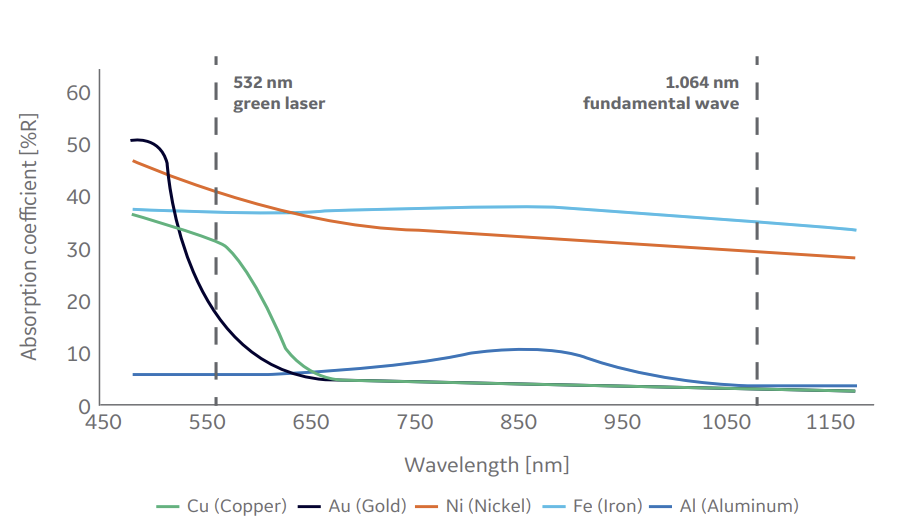 532 nm
green laser
1.064 nm
fundamental wave
Absorption coefficient [%R]
60
50
40
30
20
10
0
450 550 650 750 850 950 1050 1150
Wavelength [nm]
Cu (Copper) Au (Gold) Ni (Nickel) Fe (Iron) Al (Aluminum)